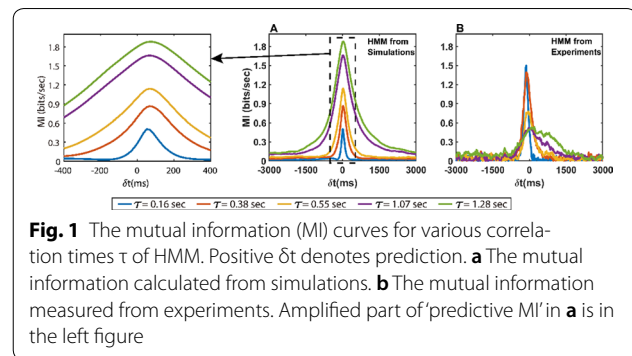 A
B
MI (bits/sec)
1.8
1.5
1.2
0.9
0.6
0.3
0
-400 -200 0 200 400
δt(ms)
MI (bits/sec)
1.8
1.5
1.2
0.9
0.6
0.3
0
-3000 0 3000
δt(ms)
HMM from
Simulations
1.8
1.5
1.2
0.9
0.6
0.3
0
-3000 0 3000
δt(ms)
HMM from
Experiments
τ = 0.16 sec τ = 0.38 sec τ = 0.55 sec τ = 1.07 sec τ = 1.28 sec
Fig. 1 The mutual information (MI) curves for various corre-
lation times τ of HMM. Positive δt denotes prediction. a The mutual
information calculated from simulations. b The mutual information
measured from experiments. Amplified part of ‘predictive MI’ in a is in
the left figure